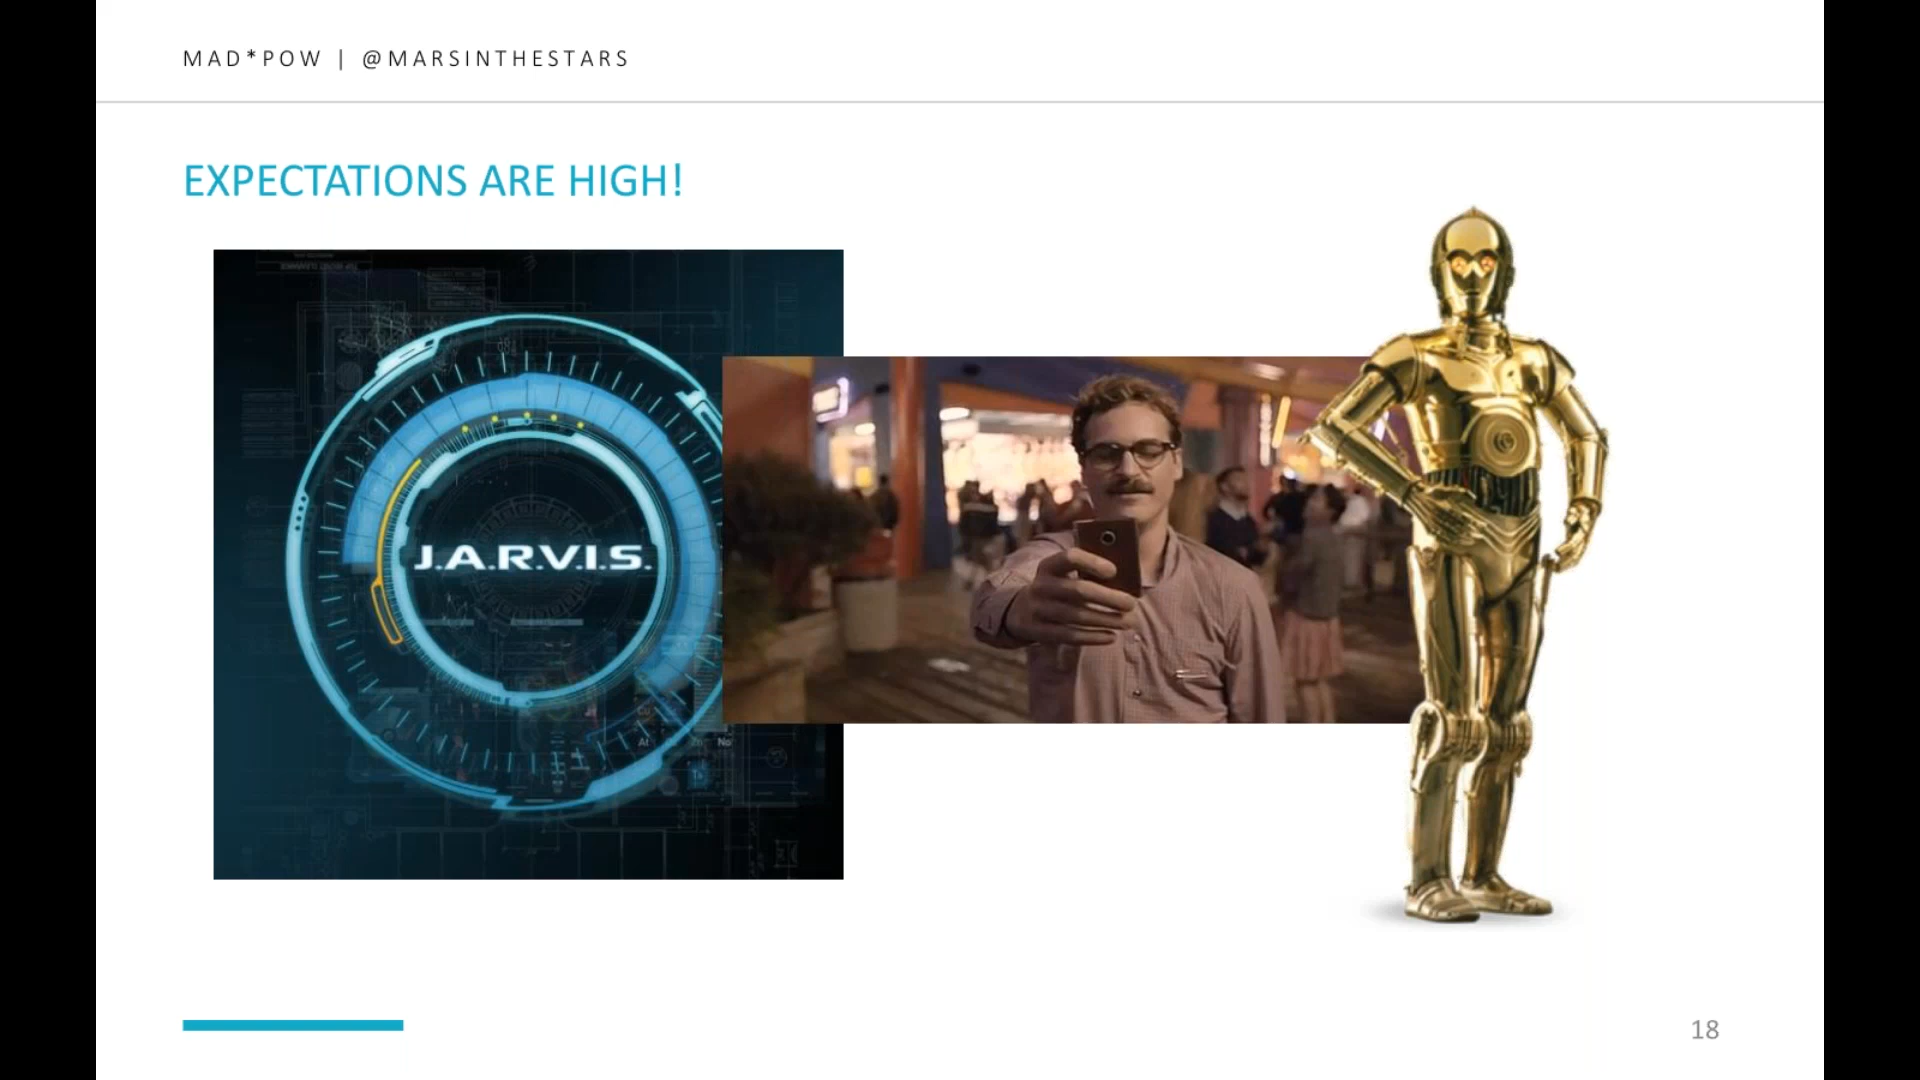 MAD*POW | @MARSINTHESTARS
EXPECTATIONS ARE HIGH!
J.A.R.V.I.S.
18